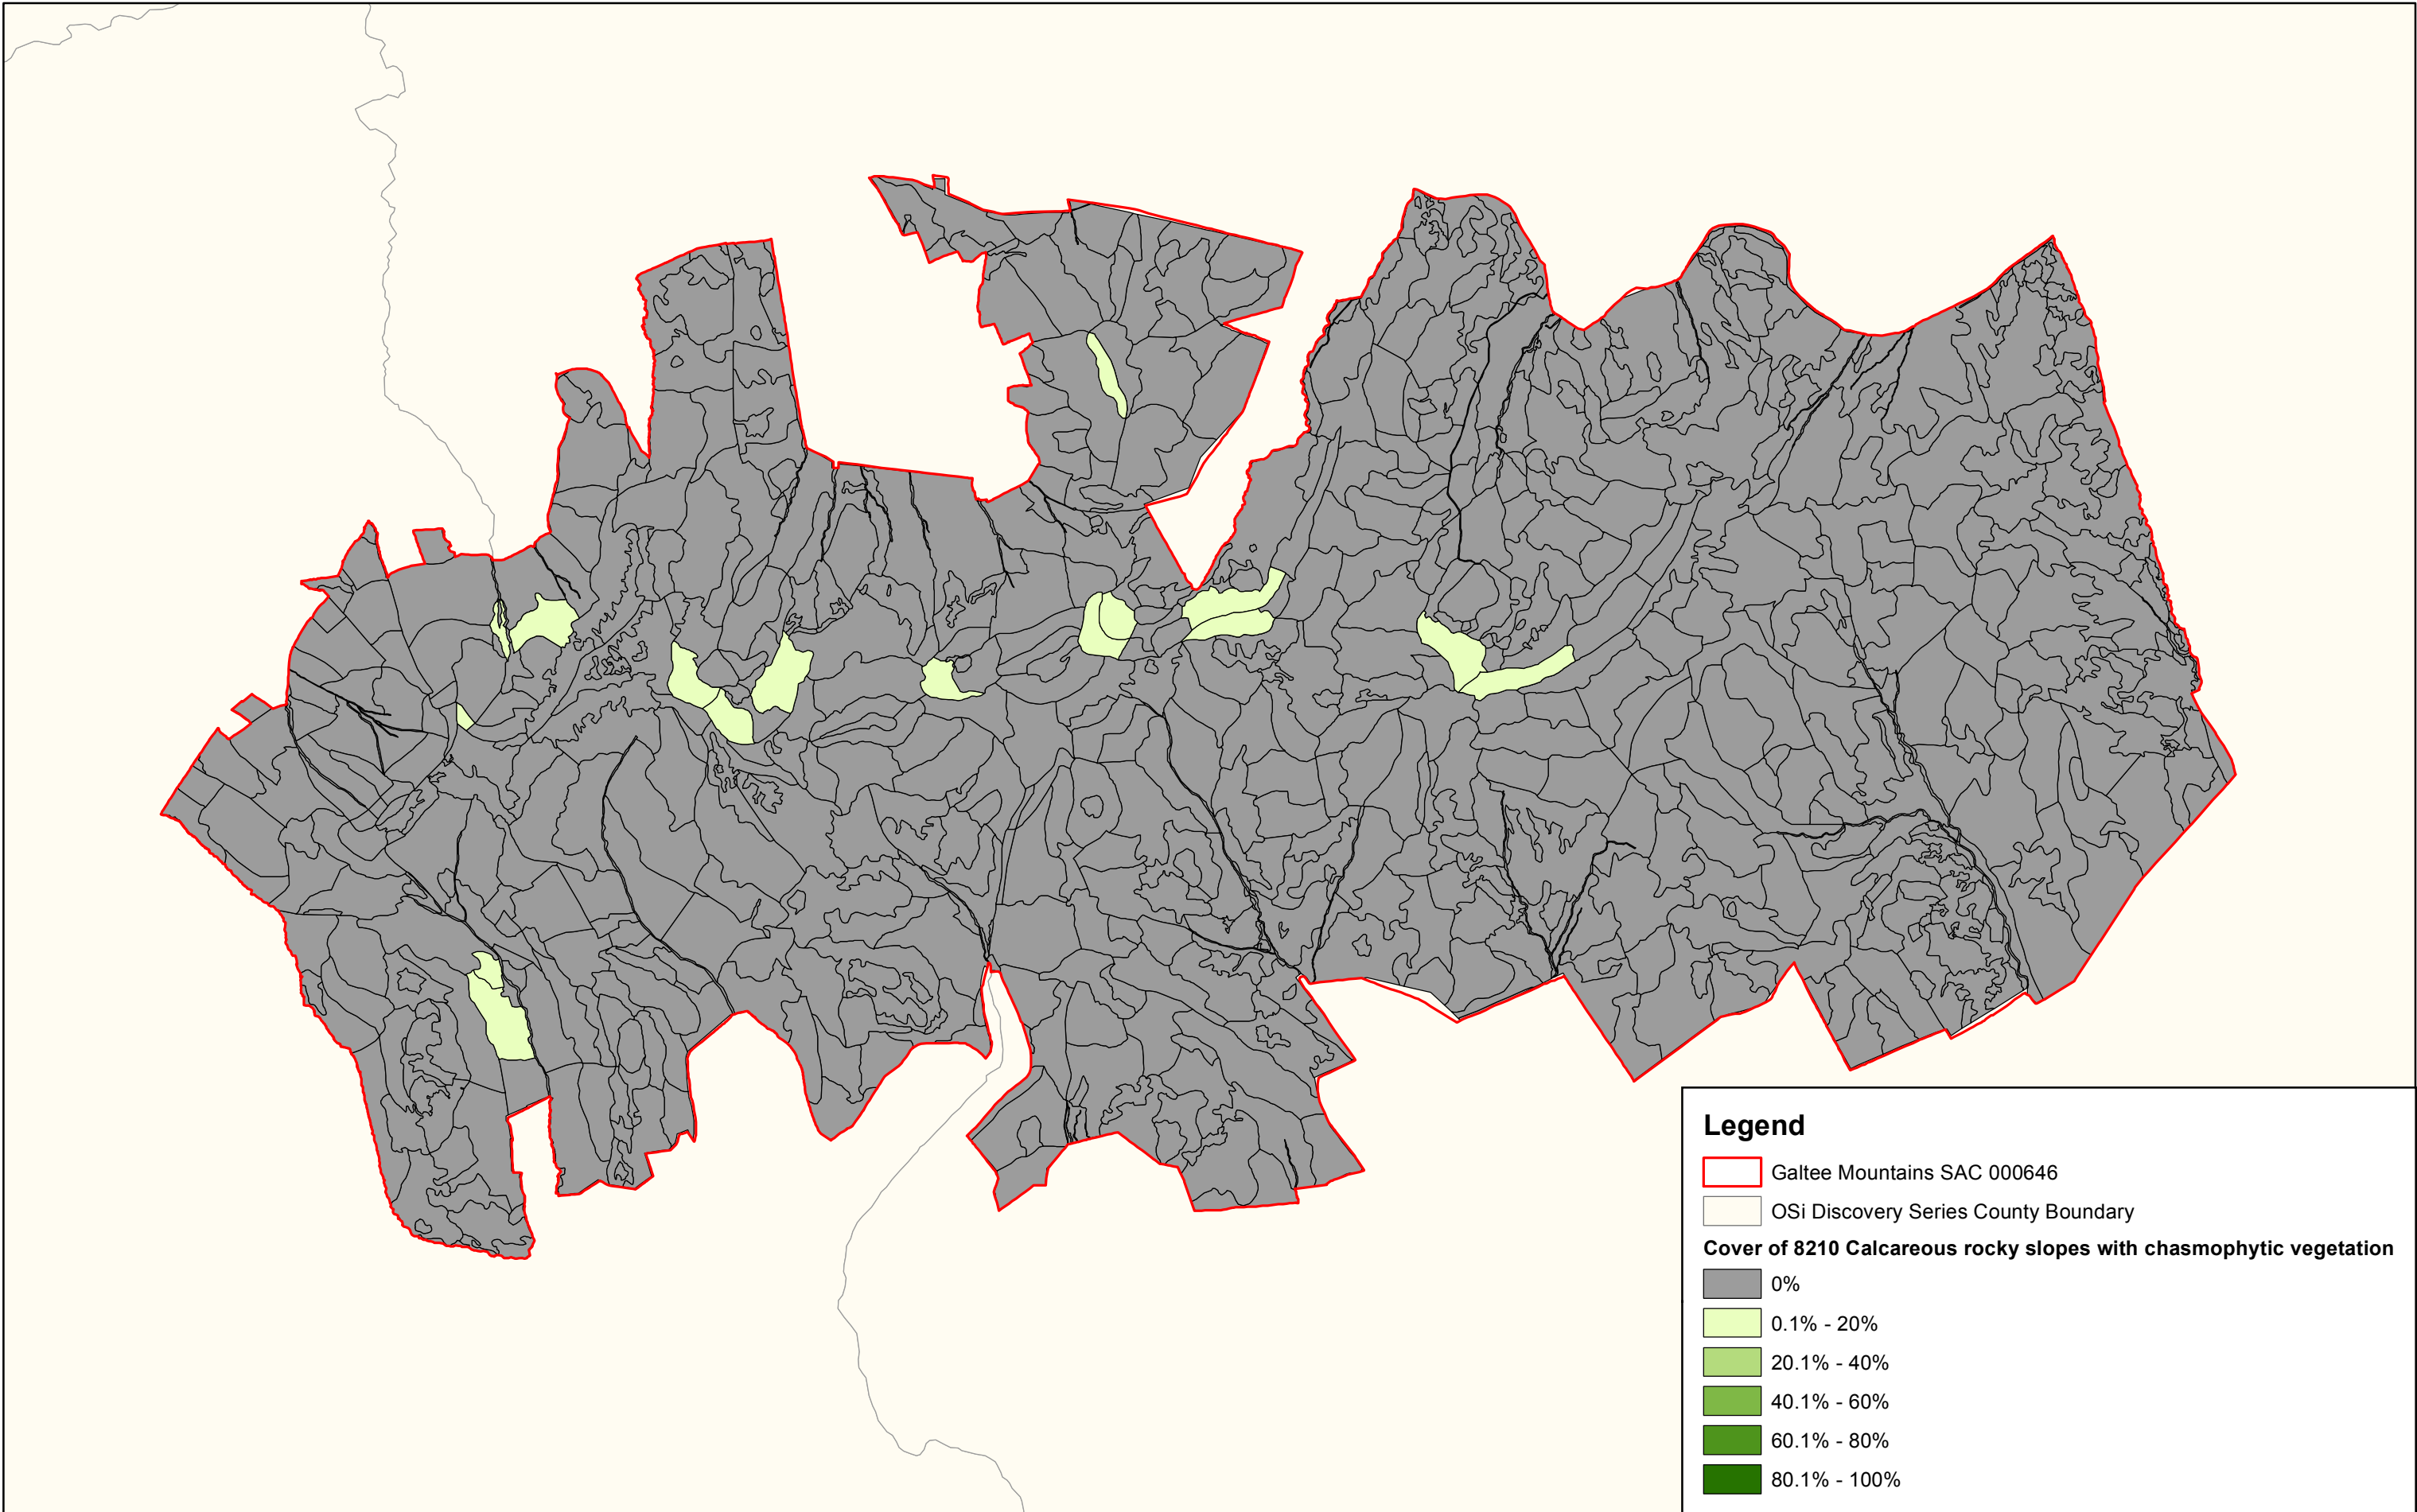 Legend
Galtee Mountains SAC 000646
OSi Discovery Series County Boundary
Cover of 8210 Calcareous rocky slopes with chasmophytic vegetation
0%
0.1% - 20%
20.1% - 40%
40.1% - 60%
60.1% - 80%
80.1% - 100%